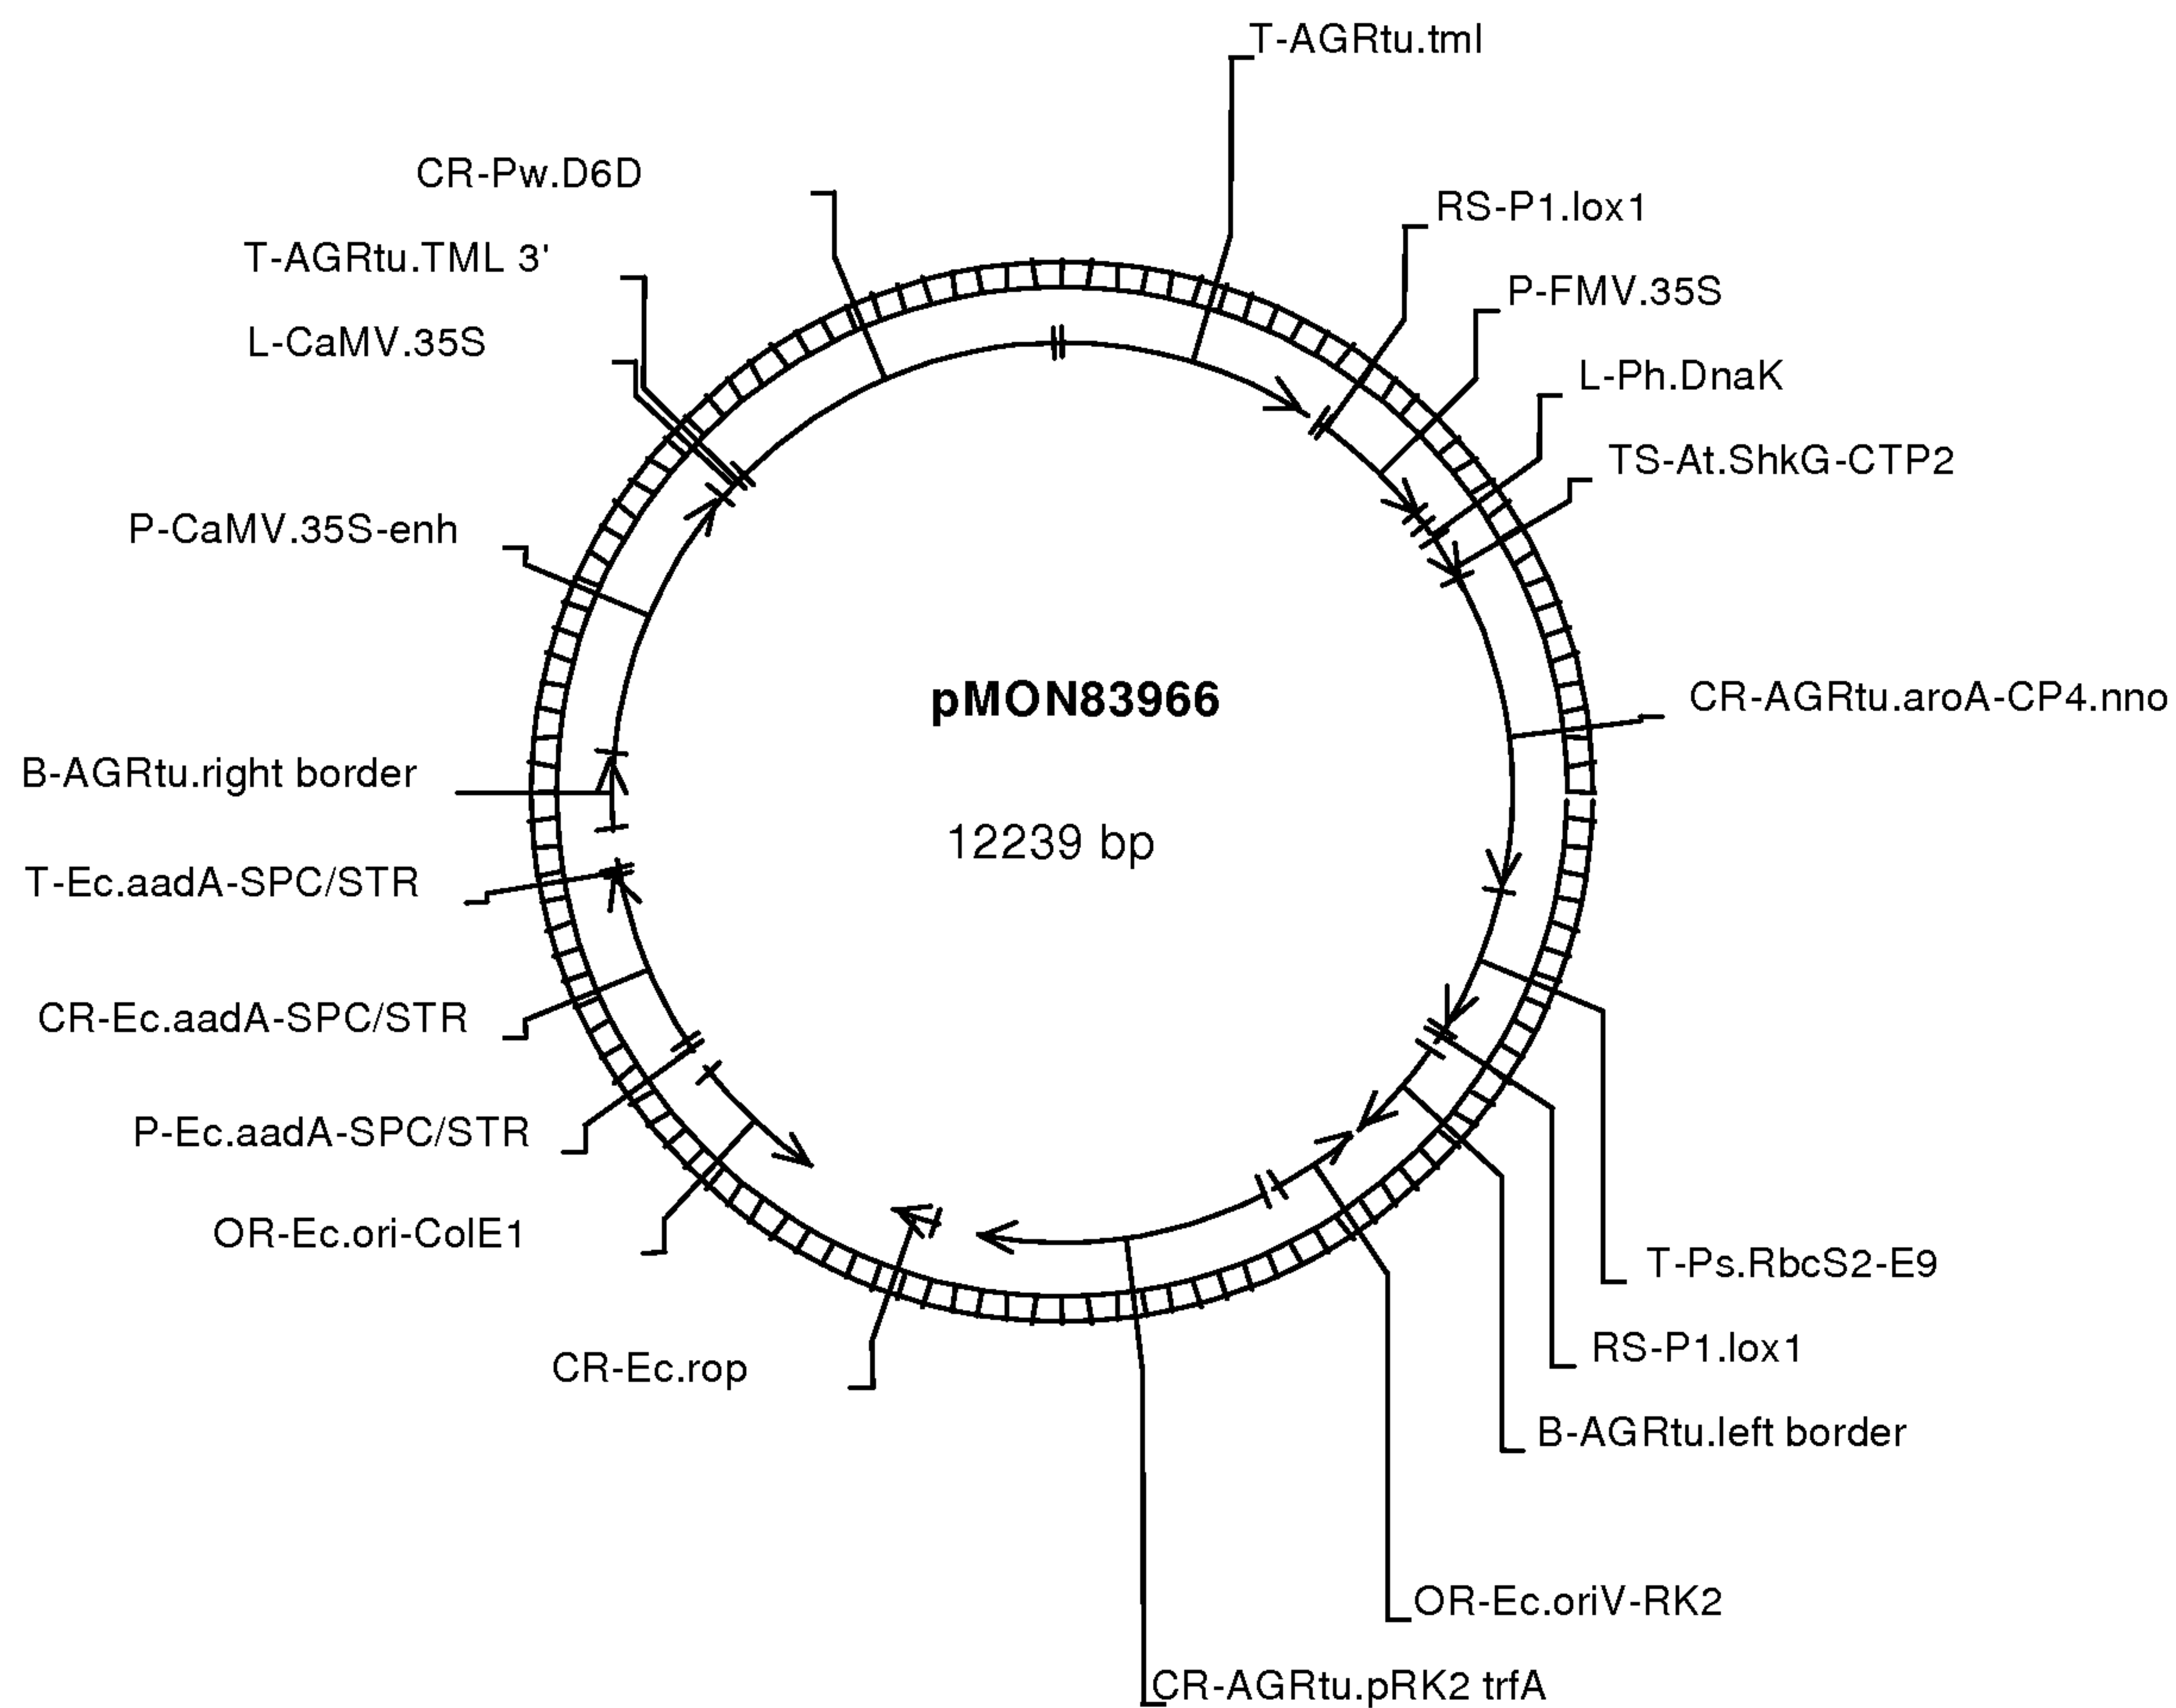 T-AGRtu.tml
CR-Pw.D6D
RS-P1.lox1
T-AGRtu.TML 3'
P-FMV.35S
L-CaMV.35S
L-Ph.DnaK
TS-At.ShkG-CTP2
P-CaMV.35S-enh
pMON83966
CR-AGRtu.aroA-CP4.nno
B-AGRtu.right border
12239 bp
T-Ec.aadA-SPC/STR
CR-Ec.aadA-SPC/STR
P-Ec.aadA-SPC/STR
OR-Ec.ori-ColE1
T-Ps.RbcS2-E9
RS-P1.lox1
CR-Ec.rop
B-AGRtu.left border
OR-Ec.oriV-RK2
CR-AGRtu.pRK2 trfA